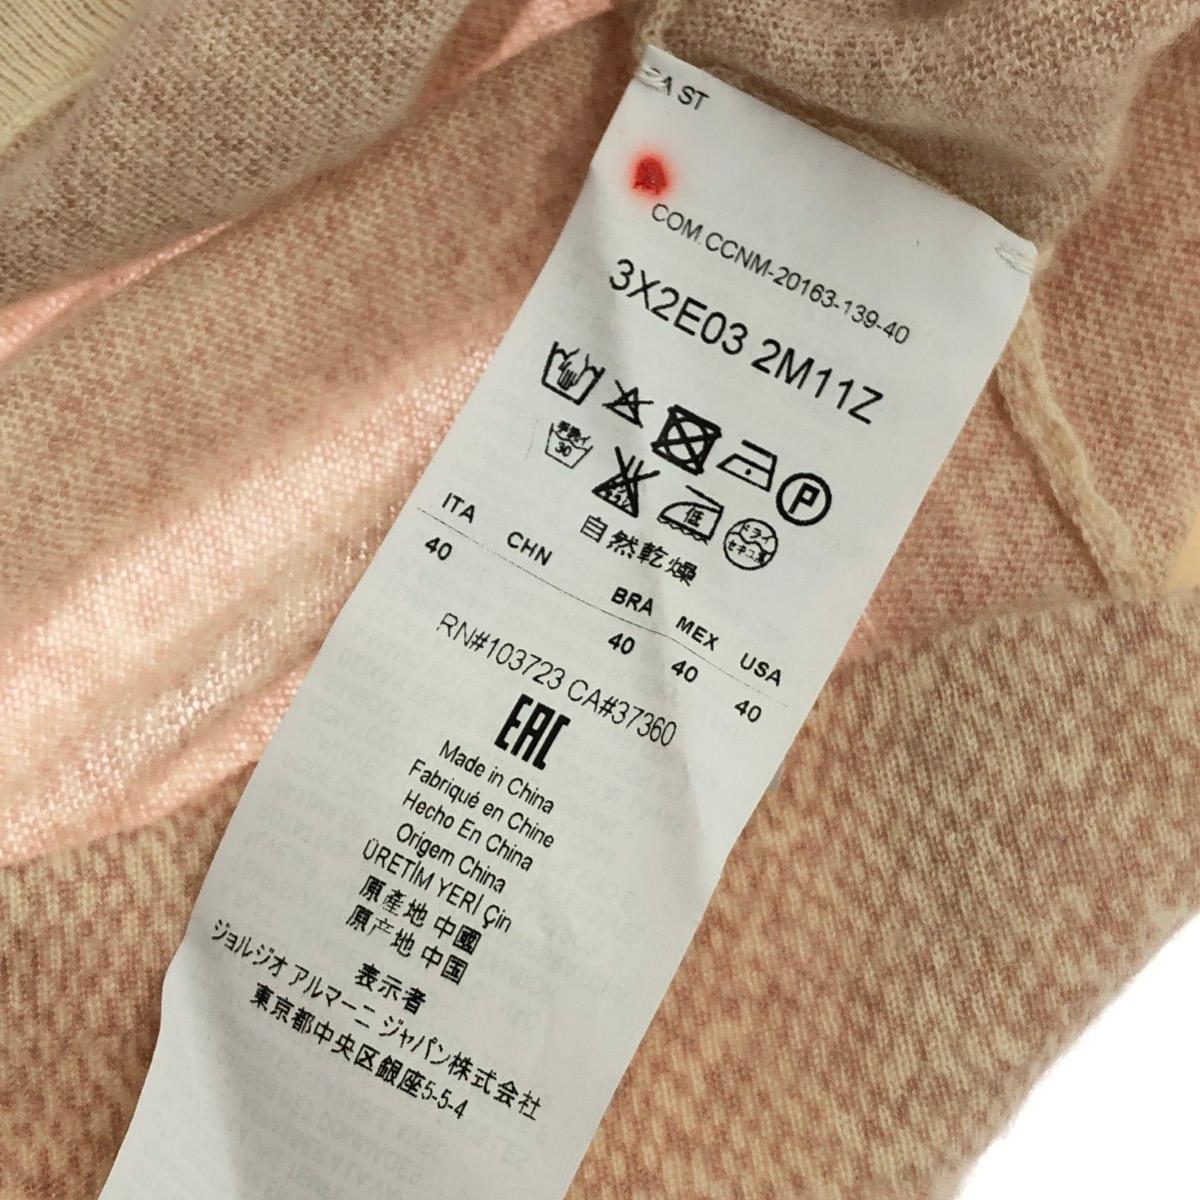 A ST
COM.CCNM-20163-139-40
3X2E03 2M11Z
P
手洗イ
30
低
ドライ
セキユ系
自然乾燥
ITA CHN BRA MEX USA
40 40 40 40
RN#103723 CA#37360
EAC
Made in China
Fabriqué en Chine
Hecho En China
Origem China
ÜRETİM YERİ Çin
原產地 中國
原产地 中国
表示者
ジョルジオ アルマーニ ジャパン株式会社
東京都中央区銀座5-5-4